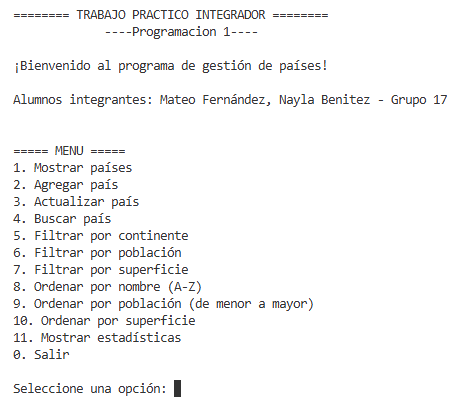 ======== TRABAJO PRACTICO INTEGRADOR ========
----Programacion 1----
¡Bienvenido al programa de gestión de países!
Alumnos integrantes: Mateo Fernández, Nayla Benitez - Grupo 17
===== MENU =====
1. Mostrar países
2. Agregar país
3. Actualizar país
4. Buscar país
5. Filtrar por continente
6. Filtrar por población
7. Filtrar por superficie
8. Ordenar por nombre (A-Z)
9. Ordenar por población (de menor a mayor)
10. Ordenar por superficie
11. Mostrar estadísticas
0. Salir
Seleccione una opción: